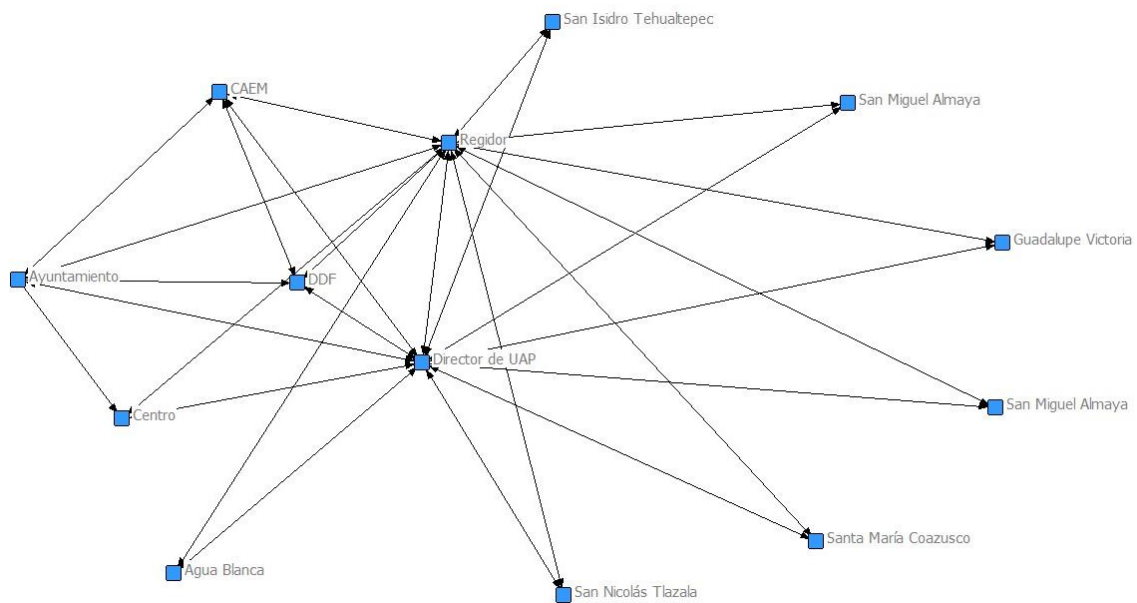 San Isidro Tehualtepec
CAEM
San Miguel Almaya
Regidor
Guadalupe Victoria
Ayuntamiento
DDF
Director de UAP
San Miguel Almaya
Centro
Santa María Coazusco
Agua Blanca
San Nicolás Tlazala